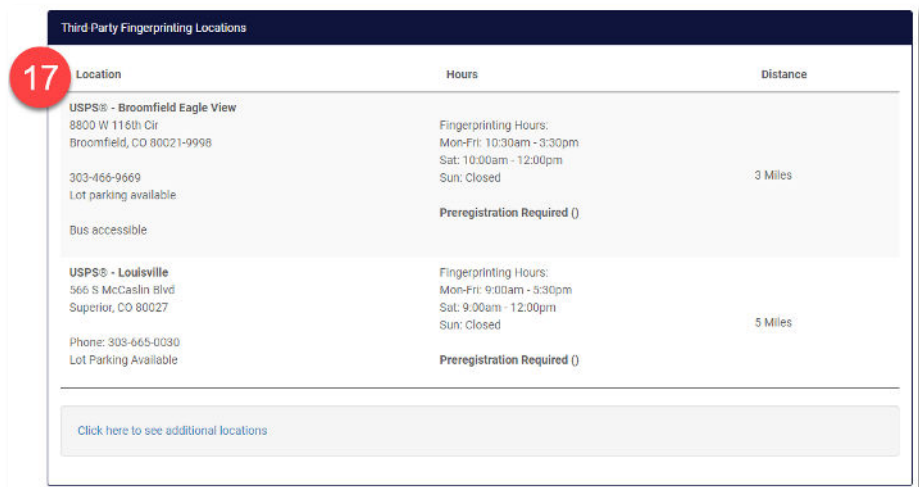 Third-Party Fingerprinting Locations
17
Location Hours Distance
USPS® - Broomfield Eagle View
8800 W 116th Cir
Broomfield, CO 80021-9998
303-466-9669
Lot parking available
Bus accessible
Fingerprinting Hours:
Mon-Fri: 10:30am - 3:30pm
Sat: 10:00am - 12:00pm
Sun: Closed
Preregistration Required ()
3 Miles
USPS® - Louisville
566 S McCaslin Blvd
Superior, CO 80027
Phone: 303-665-0030
Lot Parking Available
Fingerprinting Hours:
Mon-Fri: 9:00am - 5:30pm
Sat: 9:00am - 12:00pm
Sun: Closed
Preregistration Required ()
5 Miles
Click here to see additional locations